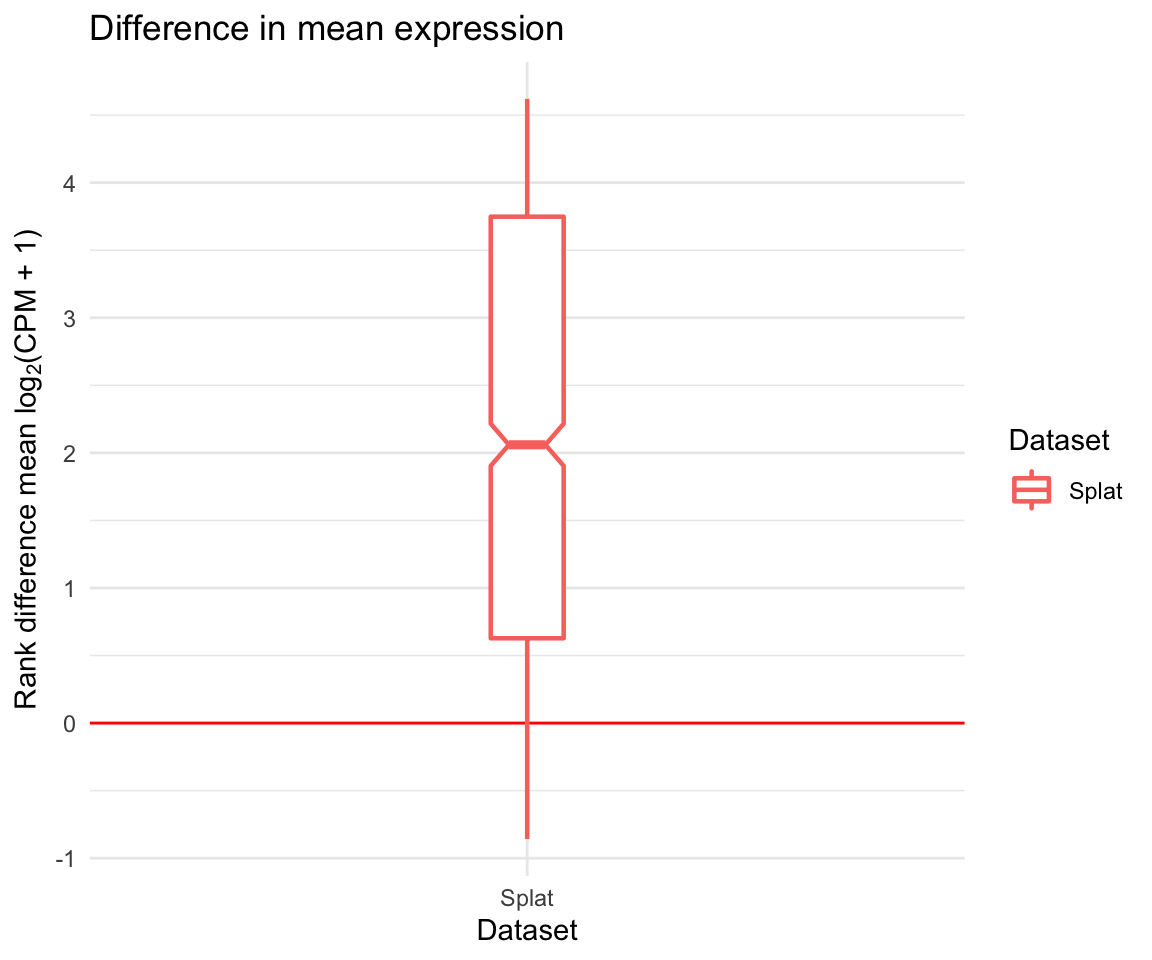 Difference in mean expression
Rank difference mean log₂(CPM + 1)
4
3
2
1
0
-1
Splat
Dataset
Dataset
Splat